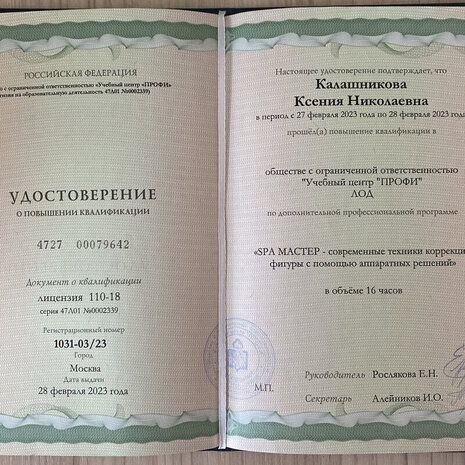 РОССИЙСКАЯ ФЕДЕРАЦИЯ
о с ограниченной ответственностью «Учебный центр «ПРОФИ»
на образовательную деятельность 47Л01 №0002339)
УДОСТОВЕРЕНИЕ
О ПОВЫШЕНИИ КВАЛИФИКАЦИИ
4727 00079642
Документ о квалификации
лицензия 110-18
серия 47Л01 №0002339
Регистрационный номер
1031-03/23
Город
Москва
Дата выдачи
28 февраля 2023 года
Настоящее удостоверение подтверждает, что
Калашникова
Ксения Николаевна
в период с 27 февраля 2023 года по 28 февраля 2023 года
прошёл(а) повышение квалификации в
обществе с ограниченной ответственностью
"Учебный центр "ПРОФИ"
ЛОД
по дополнительной профессиональной программе
«SPA МАСТЕР - современные техники коррекци
фигуры с помощью аппаратных решений»
в объёме 16 часов
М.П.
Руководитель Рослякова Е.Н.
Секретарь Алейников И.О.